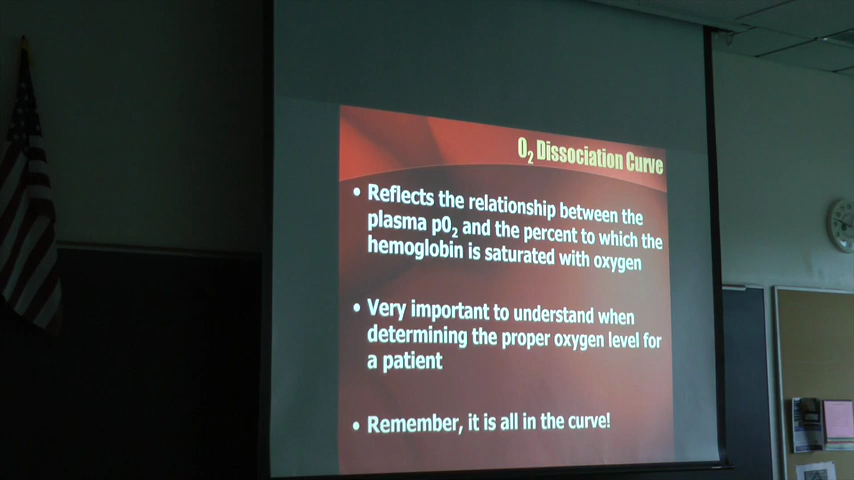 O₂ Dissociation Curve
• Reflects the relationship between the
plasma pO₂ and the percent to which the
hemoglobin is saturated with oxygen
• Very important to understand when
determining the proper oxygen level for
a patient
• Remember, it is all in the curve!